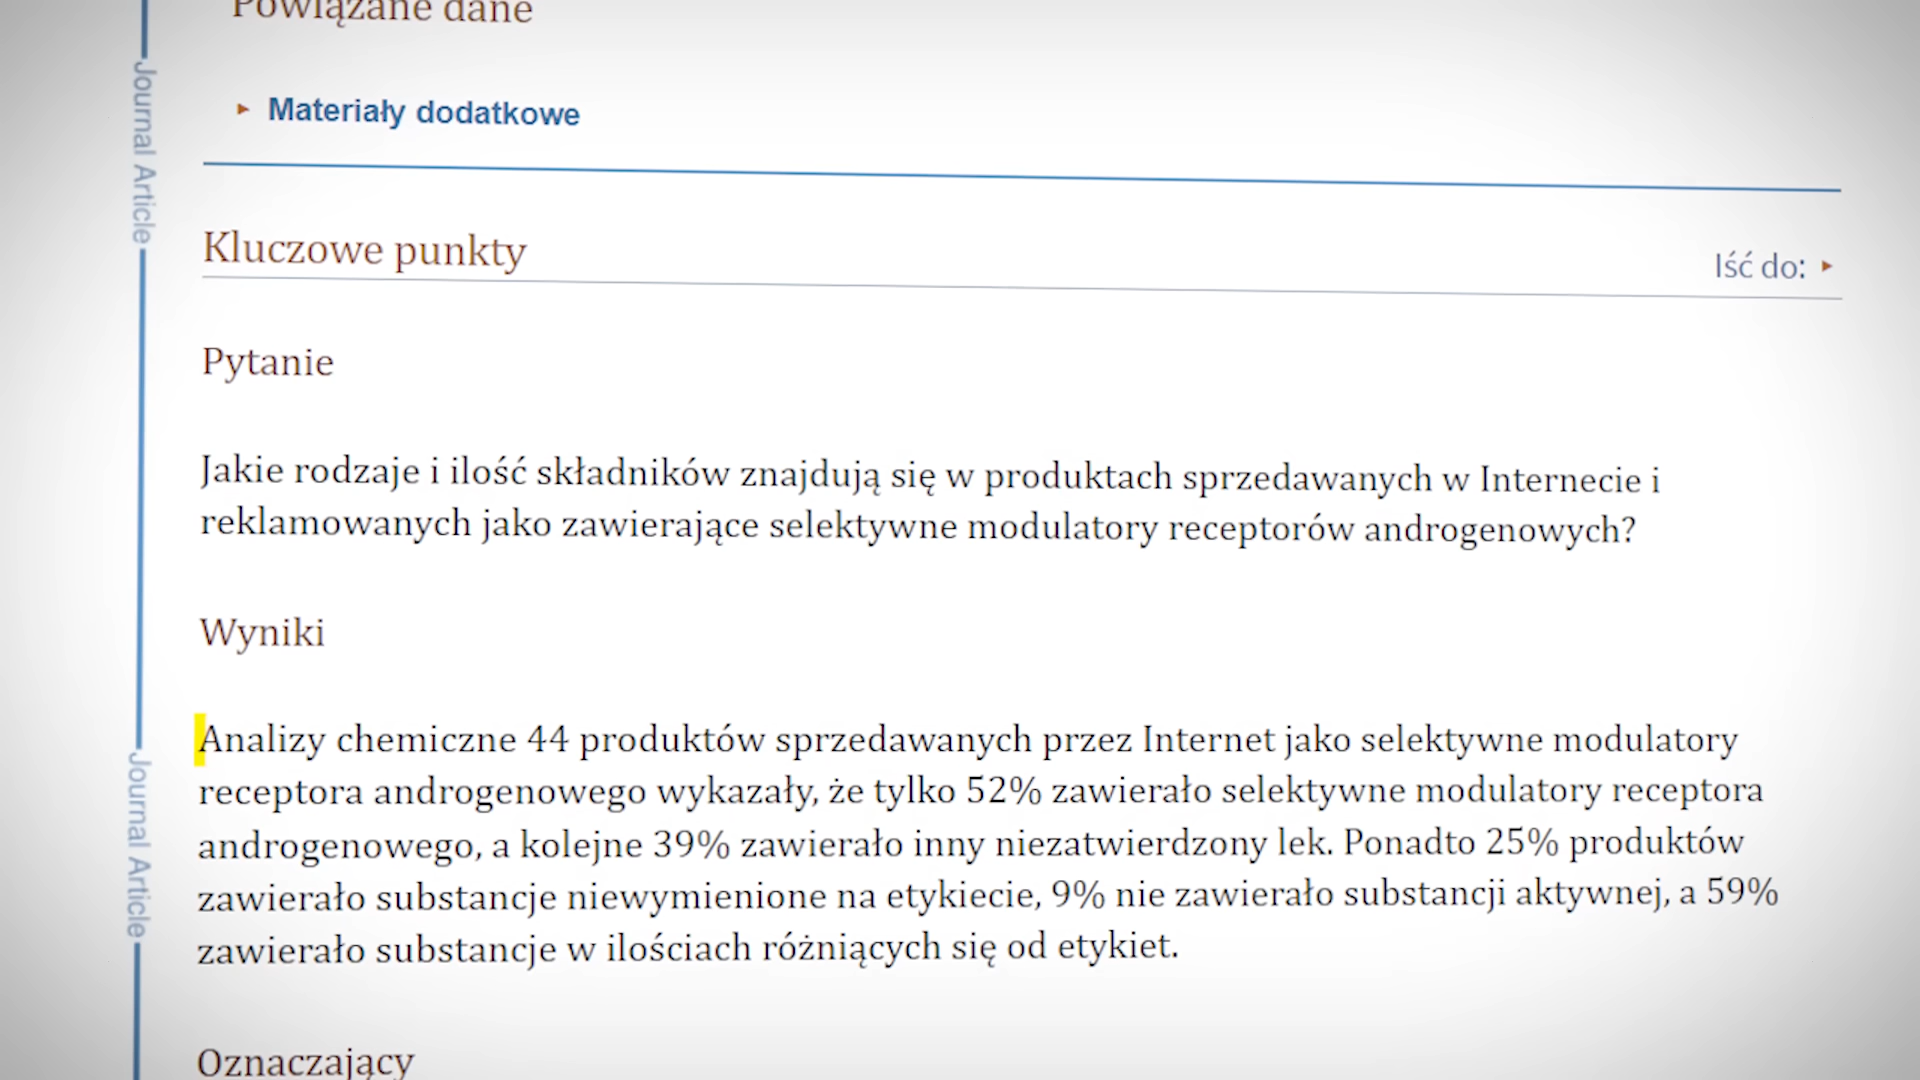 Powiązane dane
Materiały dodatkowe
Kluczowe punkty
Iść do:
Pytanie
Jakie rodzaje i ilość składników znajdują się w produktach sprzedawanych w Internecie i
reklamowanych jako zawierające selektywne modulatory receptorów androgenowych?
Wyniki
Analizy chemiczne 44 produktów sprzedawanych przez Internet jako selektywne modulatory
receptora androgenowego wykazały, że tylko 52% zawierało selektywne modulatory receptora
androgenowego, a kolejne 39% zawierało inny niezatwierdzony lek. Ponadto 25% produktów
zawierało substancje niewymienione na etykiecie, 9% nie zawierało substancji aktywnej, a 59%
zawierało substancje w ilościach różniących się od etykiet.
Oznaczający
Journal Article
Journal Article